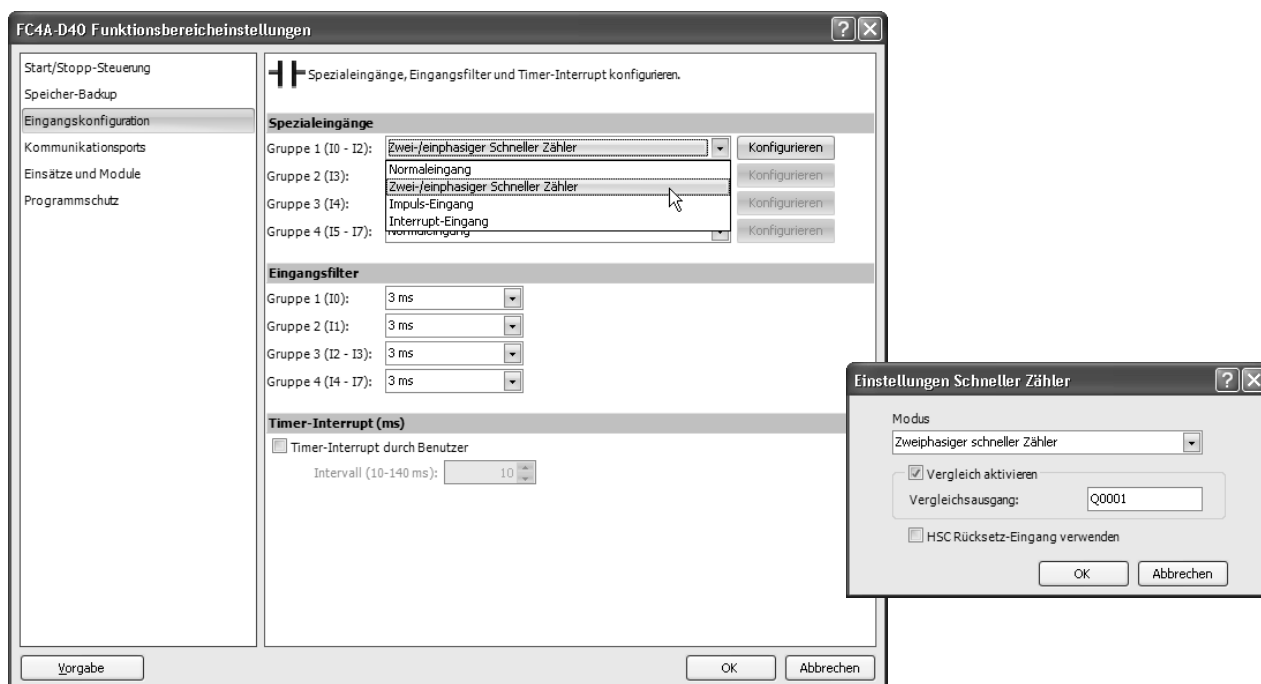 FC4A-D40 Funktionsbereicheinstellungen
Start/Stopp-Steuerung
Speicher-Backup
Eingangskonfiguration
Kommunikationsports
Einsätze und Module
Programmschutz
Spezialeingänge, Eingangsfilter und Timer-Interrupt konfigurieren.
Spezialeingänge
Gruppe 1 (I0 - I2): Zwei-/einphasiger Schneller Zähler Konfigurieren
Normaleingang
Gruppe 2 (I3): Konfigurieren
Zwei-/einphasiger Schneller Zähler
Gruppe 3 (I4): Impuls-Eingang Konfigurieren
Interrupt-Eingang
Gruppe 4 (I5 - I7): Normaleingang Konfigurieren
Eingangsfilter
Gruppe 1 (I0): 3 ms
Gruppe 2 (I1): 3 ms
Gruppe 3 (I2 - I3): 3 ms
Gruppe 4 (I4 - I7): 3 ms
Timer-Interrupt (ms)
Timer-Interrupt durch Benutzer
Intervall (10-140 ms): 10
Vorgabe OK Abbrechen
Einstellungen Schneller Zähler
Modus
Zweiphasiger schneller Zähler
Vergleich aktivieren
Vergleichsausgang: Q0001
HSC Rücksetz-Eingang verwenden
OK Abbrechen